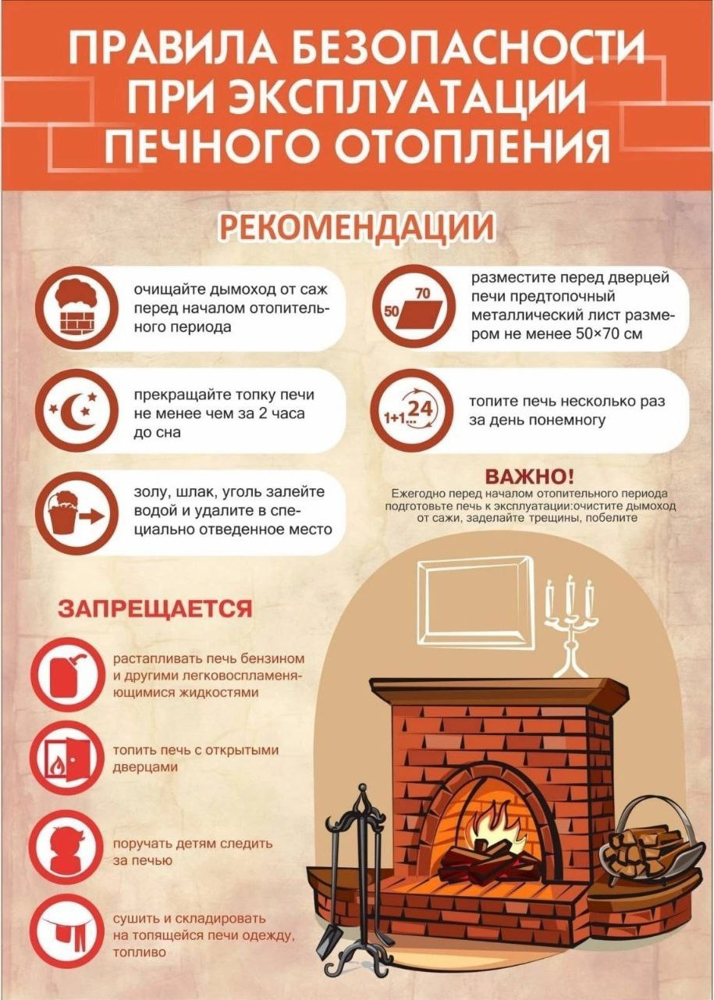 ПРАВИЛА БЕЗОПАСНОСТИ
ПРИ ЭКСПЛУАТАЦИИ
ПЕЧНОГО ОТОПЛЕНИЯ
РЕКОМЕНДАЦИИ
очищайте дымоход от саж
перед началом отопитель-
ного периода
70
50
разместите перед дверцей
печи предтопочный
металлический лист разме-
ром не менее 50×70 см
прекращайте топку печи
не менее чем за 2 часа
до сна
1+1...24
топите печь несколько раз
за день понемногу
золу, шлак, уголь залейте
водой и удалите в спе-
циально отведенное место
ВАЖНО!
Ежегодно перед началом отопительного периода
подготовьте печь к эксплуатации:очистите дымоход
от сажи, заделайте трещины, побелите
ЗАПРЕЩАЕТСЯ
растапливать печь бензином
и другими легковоспламеня-
ющимися жидкостями
топить печь с открытыми
дверцами
поручать детям следить
за печью
сушить и складировать
на топящейся печи одежду,
топливо